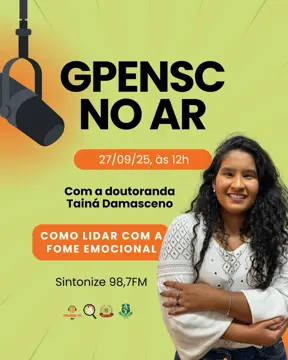 GPENSC
NO AR
27/09/25, às 12h
Com a doutoranda
Tainá Damasceno
COMO LIDAR COM A
FOME EMOCIONAL
Sintonize 98,7FM